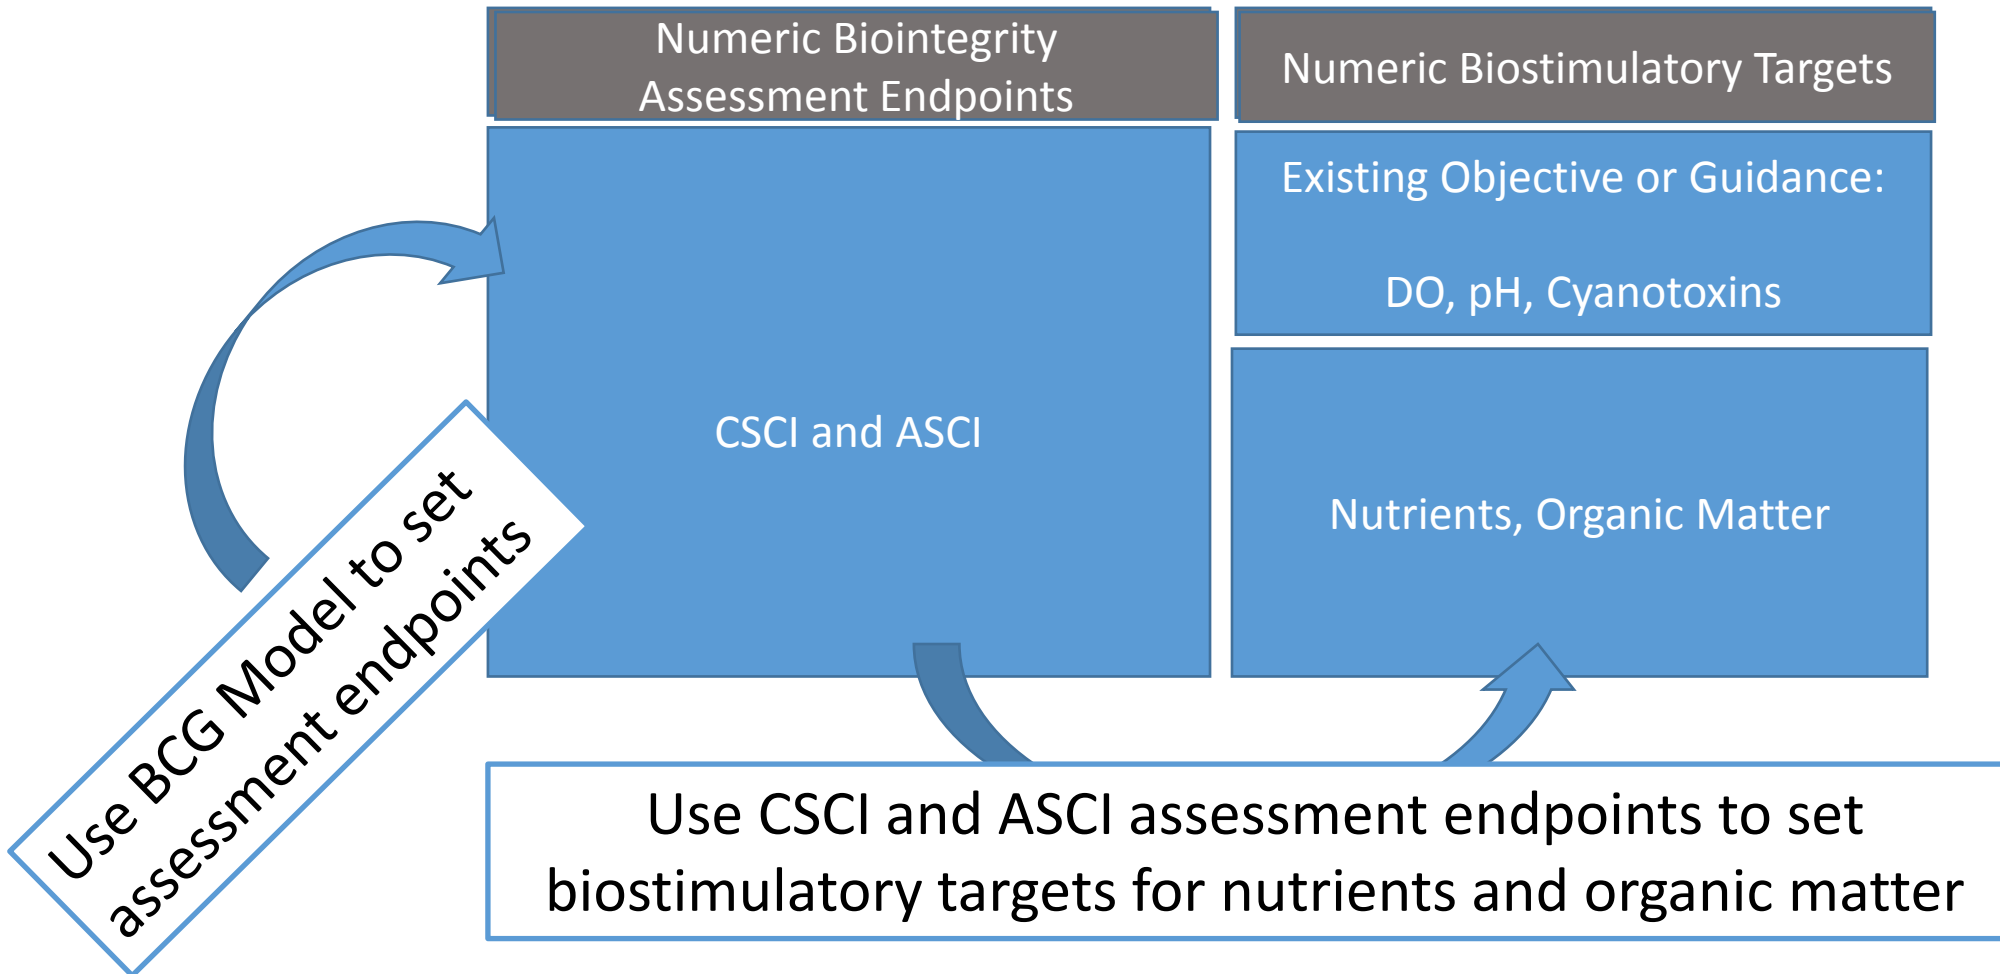 Numeric Biointegrity
Assessment Endpoints
Numeric Biostimulatory Targets
Existing Objective or Guidance:
DO, pH, Cyanotoxins
CSCI and ASCI
Nutrients, Organic Matter
Use BCG Model to set
assessment endpoints
Use CSCI and ASCI assessment endpoints to set
biostimulatory targets for nutrients and organic matter